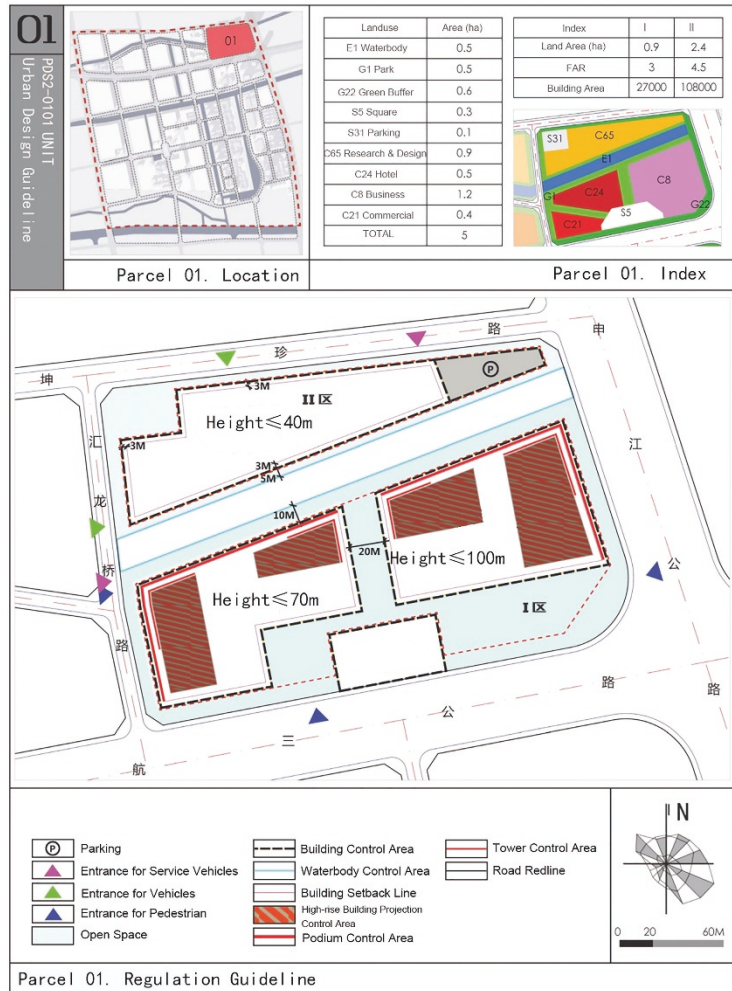 01
PDS2-0101 UNIT
Urban Design Guideline
01
Parcel 01. Location
Landuse Area (ha)
E1 Waterbody 0.5
G1 Park 0.5
G22 Green Buffer 0.6
S5 Square 0.3
S31 Parking 0.1
C65 Research & Design 0.9
C24 Hotel 0.5
C8 Business 1.2
C21 Commercial 0.4
TOTAL 5
Index I II
Land Area (ha) 0.9 2.4
FAR 3 4.5
Building Area 27000 108000
S31
C65
E1
C24
C8
G1
G22
S5
C21
Parcel 01. Index
坤 珍 路
申 江 公 路
汇 龙 桥 路
航 三 公 路
3M
II区
P
Height≤40m
3M
3M
5M
10M
20M
Height≤100m
Height≤70m
I区
P Parking
Entrance for Service Vehicles
Entrance for Vehicles
Entrance for Pedestrian
Open Space
Building Control Area
Waterbody Control Area
Building Setback Line
High-rise Building Projection
Control Area
Podium Control Area
Tower Control Area
Road Redline
N
0 20 60M
Parcel 01. Regulation Guideline